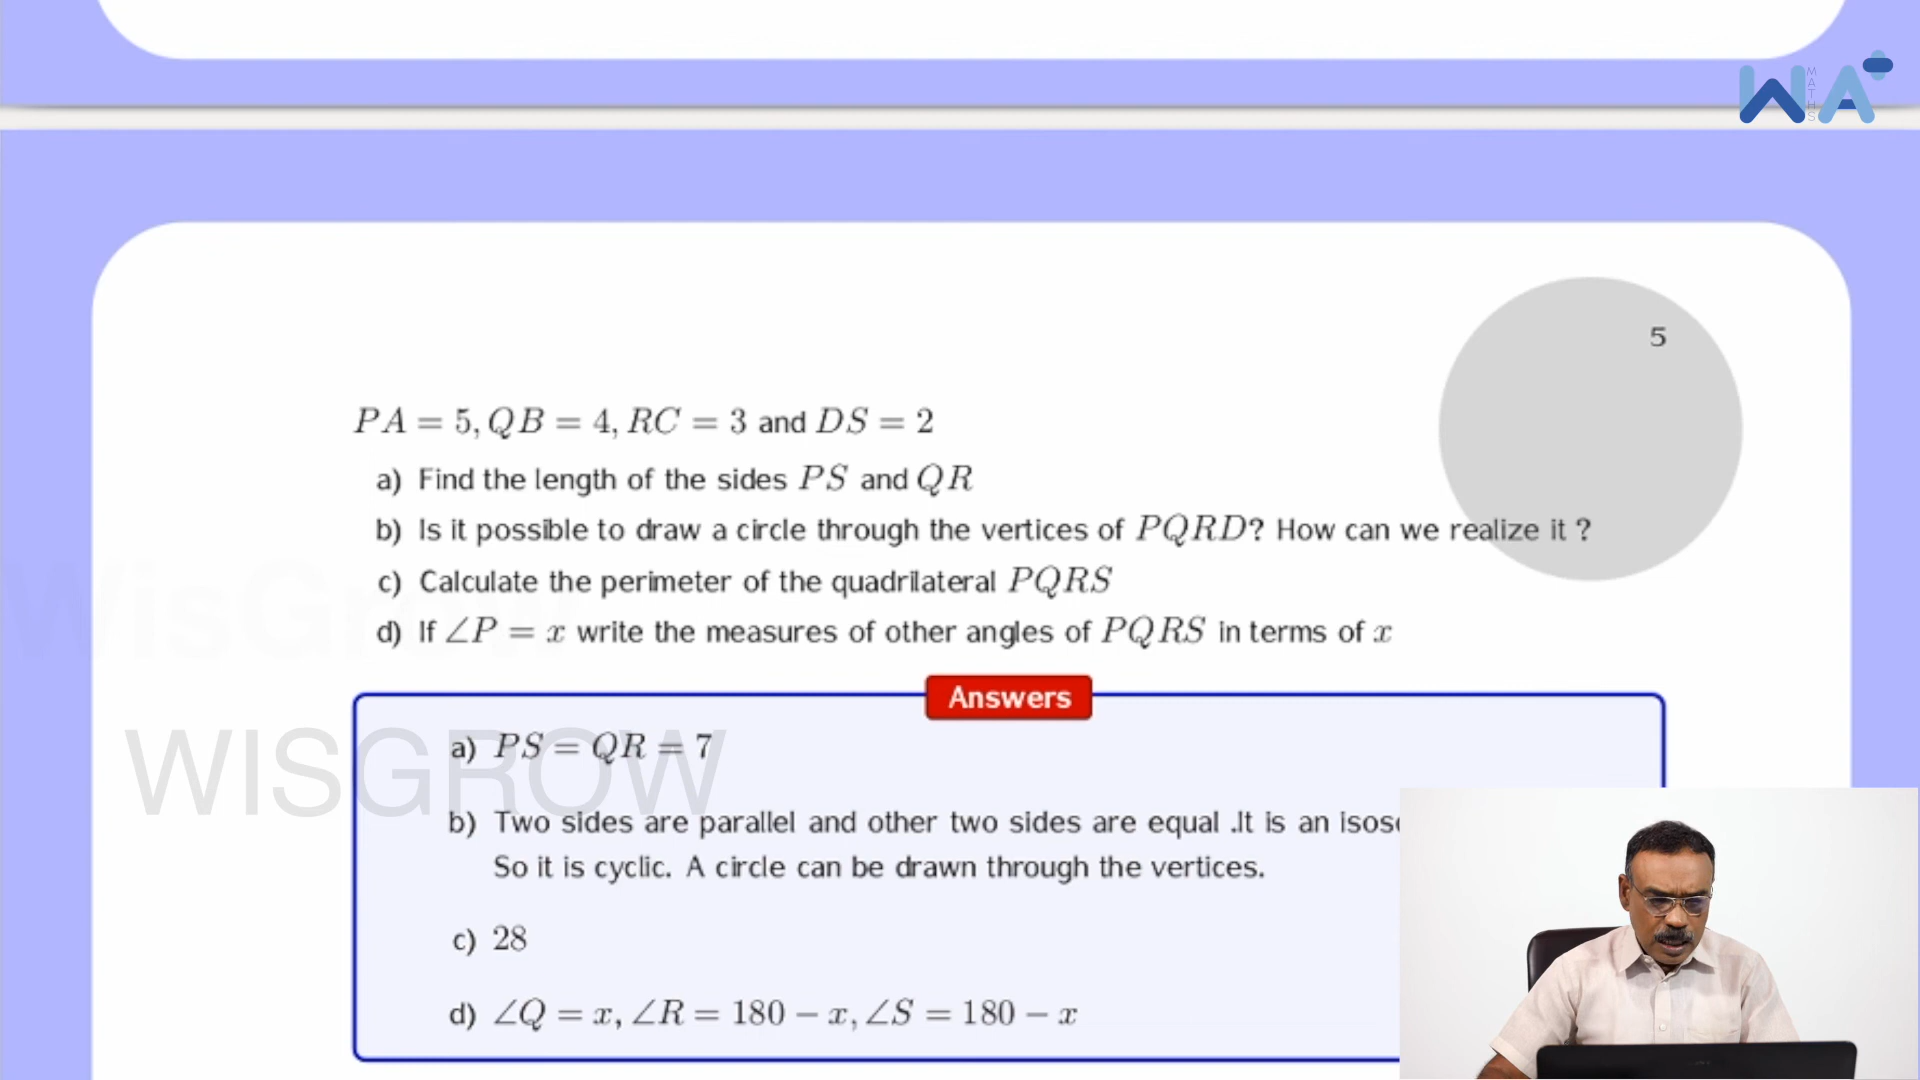 WA
MATHS
5
PA = 5, QB = 4, RC = 3 and DS = 2
a) Find the length of the sides PS and QR
b) Is it possible to draw a circle through the vertices of PQRD? How can we realize it ?
c) Calculate the perimeter of the quadrilateral PQRS
d) If ∠P = x write the measures of other angles of PQRS in terms of x
WisGrow
Answers
WISGROW
a) PS = QR = 7
b) Two sides are parallel and other two sides are equal .It is an
So it is cyclic. A circle can be drawn through the vertices.
c) 28
d) ∠Q = x, ∠R = 180 − x, ∠S = 180 − x